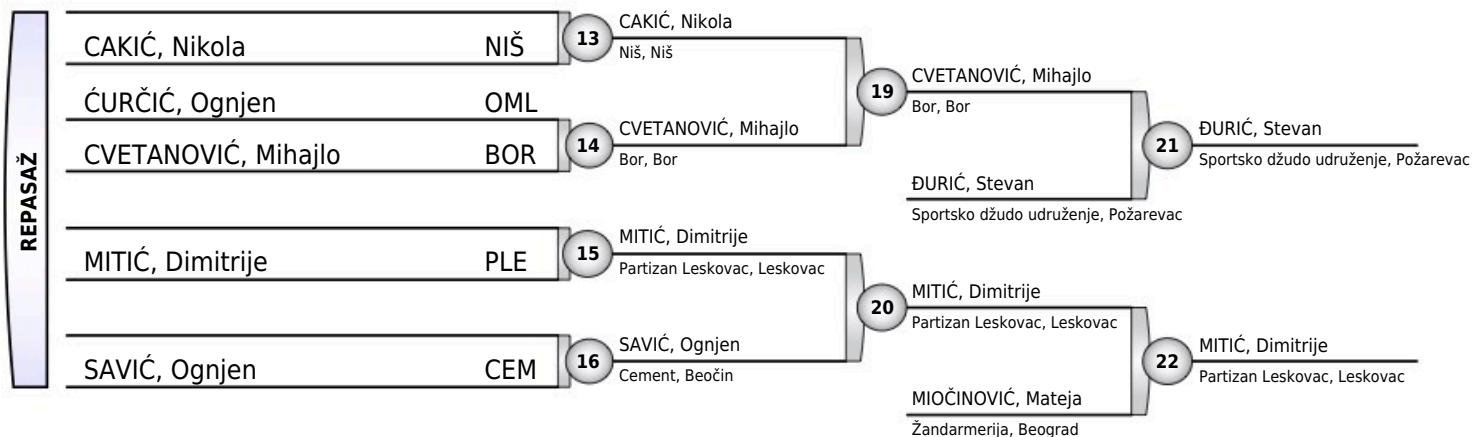 REPASAŽ
CAKIĆ, Nikola NIŠ
ĆURČIĆ, Ognjen OML
CVETANOVIĆ, Mihajlo BOR
MITIĆ, Dimitrije PLE
SAVIĆ, Ognjen CEM
13
CAKIĆ, Nikola
Niš, Niš
14
CVETANOVIĆ, Mihajlo
Bor, Bor
15
MITIĆ, Dimitrije
Partizan Leskovac, Leskovac
16
SAVIĆ, Ognjen
Cement, Beočin
19
CVETANOVIĆ, Mihajlo
Bor, Bor
ĐURIĆ, Stevan
Sportsko džudo udruženje, Požarevac
20
MITIĆ, Dimitrije
Partizan Leskovac, Leskovac
MIOČINOVIĆ, Mateja
Žandarmerija, Beograd
21
ĐURIĆ, Stevan
Sportsko džudo udruženje, Požarevac
22
MITIĆ, Dimitrije
Partizan Leskovac, Leskovac